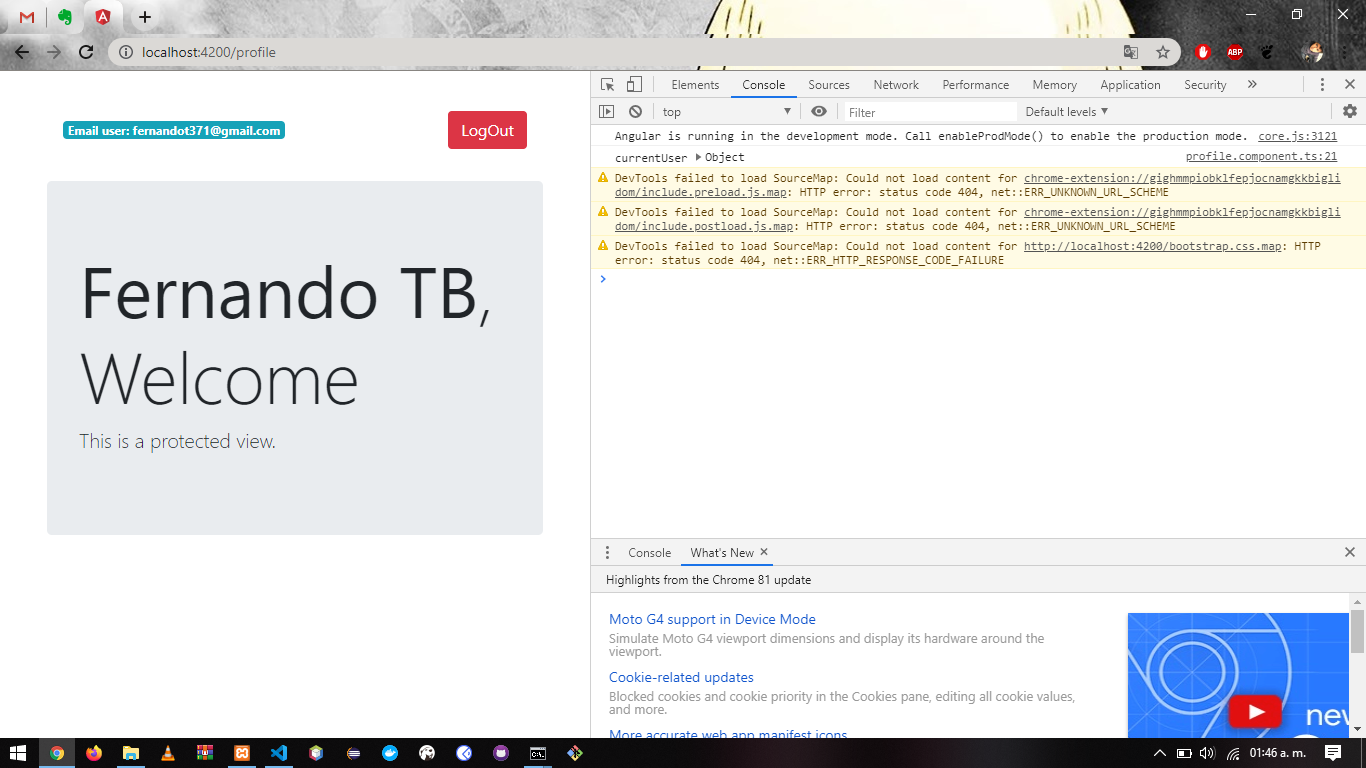 localhost:4200/profile
ABP
Email user: fernandot371@gmail.com
LogOut
Fernando TB,
Welcome
This is a protected view.
Elements Console Sources Network Performance Memory Application Security »
top Filter Default levels
Angular is running in the development mode. Call enableProdMode() to enable the production mode. core.js:3121
currentUser Object profile.component.ts:21
DevTools failed to load SourceMap: Could not load content for chrome-extension://gighmmpiobklfepjocnamgkkbigli
dom/include.preload.js.map: HTTP error: status code 404, net::ERR_UNKNOWN_URL_SCHEME
DevTools failed to load SourceMap: Could not load content for chrome-extension://gighmmpiobklfepjocnamgkkbigli
dom/include.postload.js.map: HTTP error: status code 404, net::ERR_UNKNOWN_URL_SCHEME
DevTools failed to load SourceMap: Could not load content for http://localhost:4200/bootstrap.css.map: HTTP
error: status code 404, net::ERR_HTTP_RESPONSE_CODE_FAILURE
Console What's New
Highlights from the Chrome 81 update
Moto G4 support in Device Mode
Simulate Moto G4 viewport dimensions and display its hardware around the
viewport.
Cookie-related updates
Blocked cookies and cookie priority in the Cookies pane, editing all cookie values,
and more.
More accurate web app manifest icons
new
01:46 a. m.